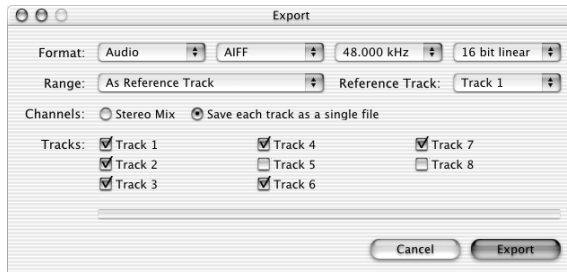 Export
Format: Audio AIFF 48.000 kHz 16 bit linear
Range: As Reference Track Reference Track: Track 1
Channels: Stereo Mix Save each track as a single file
Tracks: Track 1 Track 4 Track 7
Track 2 Track 5 Track 8
Track 3 Track 6
Cancel Export